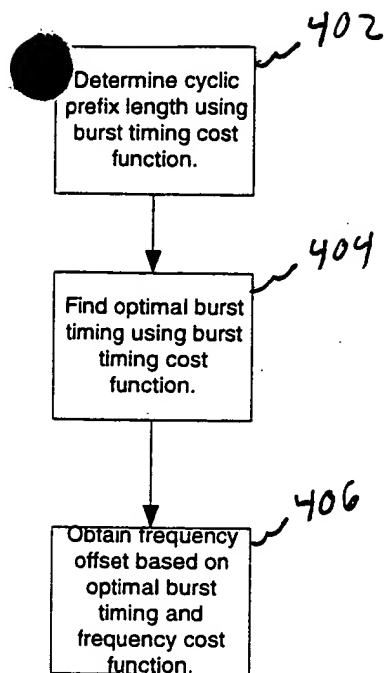 402
Determine cyclic
prefix length using
burst timing cost
function.
404
Find optimal burst
timing using burst
timing cost
function.
406
Obtain frequency
offset based on
optimal burst
timing and
frequency cost
function.